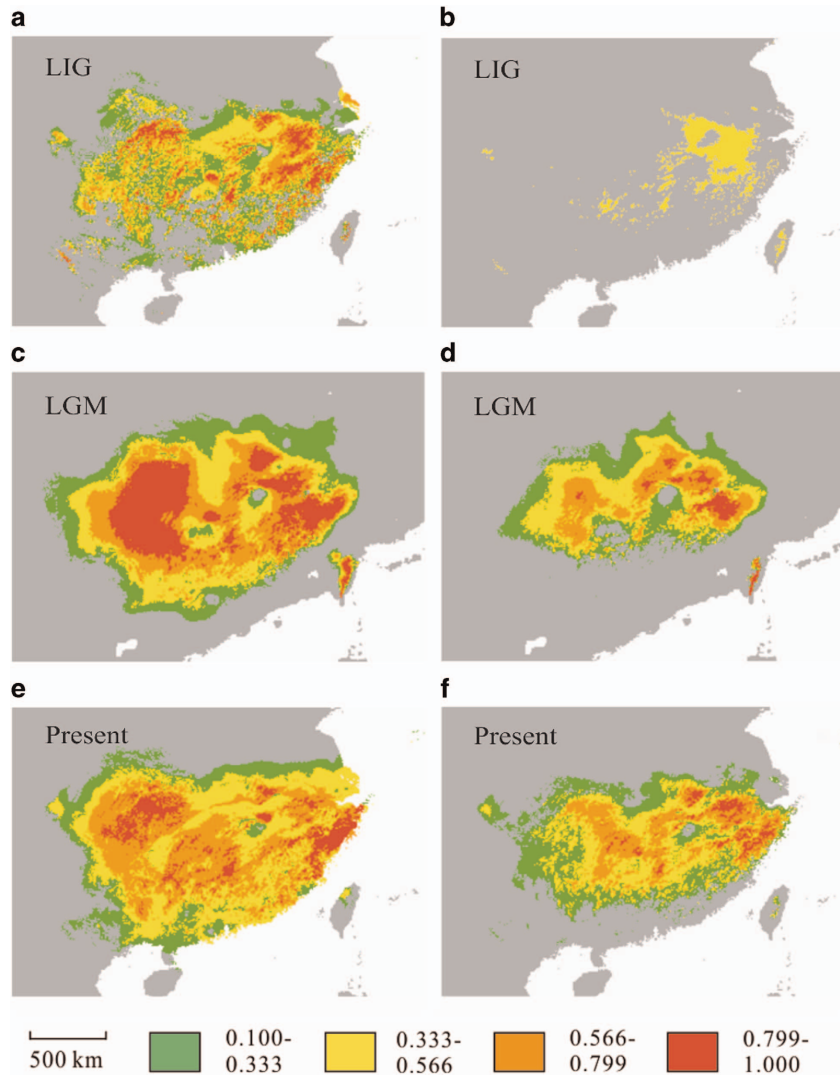 a
b
LIG
LIG
c
d
LGM
LGM
e
f
Present
Present
500 km
0.100-
0.333
0.333-
0.566
0.566-
0.799
0.799-
1.000